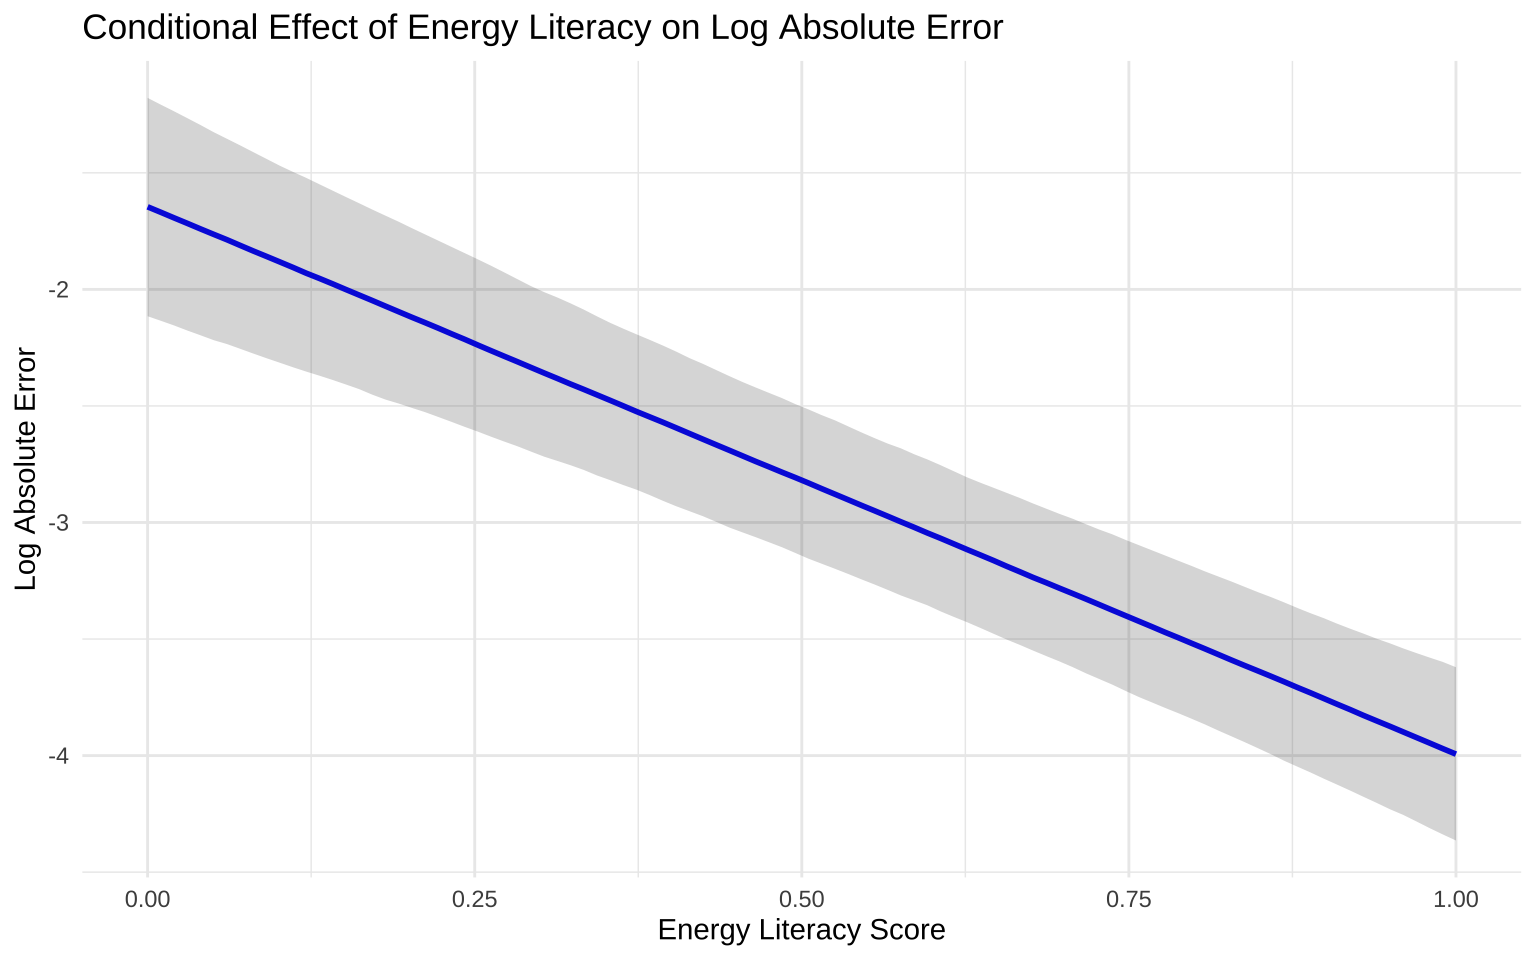 Conditional Effect of Energy Literacy on Log Absolute Error
Log Absolute Error
-2
-3
-4
0.00 0.25 0.50 0.75 1.00
Energy Literacy Score